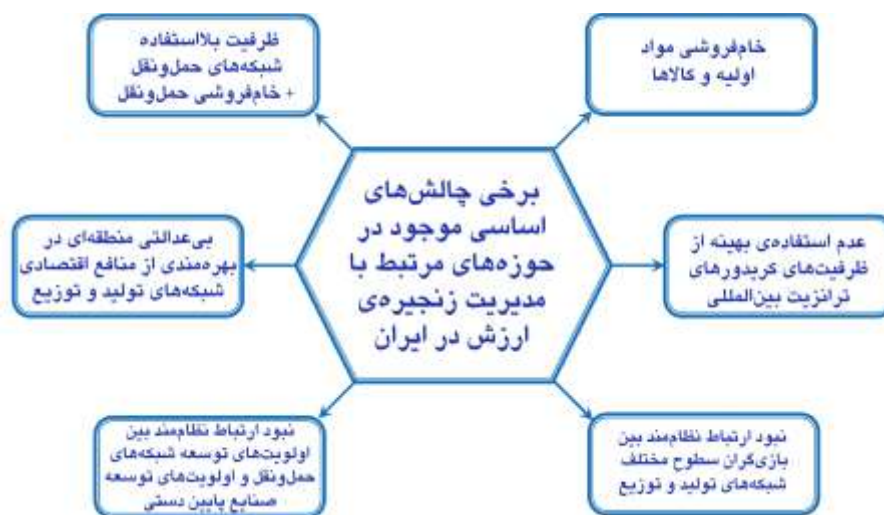 خام‌فروشی مواد
اولیه و کالاها
ظرفیت بلااستفاده
شبکه‌های حمل‌ونقل
+ خام‌فروشی حمل‌ونقل
برخی چالش‌های
اساسی موجود در
حوزه‌های مرتبط با
مدیریت زنجیره‌ی
ارزش در ایران
عدم استفاده‌ی بهینه از
ظرفیت‌های کریدورهای
ترانزیت بین‌المللی
بی‌عدالتی منطقه‌ای در
بهره‌مندی از منافع اقتصادی
شبکه‌های تولید و توزیع
نبود ارتباط نظام‌مند بین
بازی‌گران سطوح مختلف
شبکه‌های تولید و توزیع
نبود ارتباط نظام‌مند بین
اولویت‌های توسعه شبکه‌های
حمل‌ونقل و اولویت‌های توسعه
صنایع پایین دستی